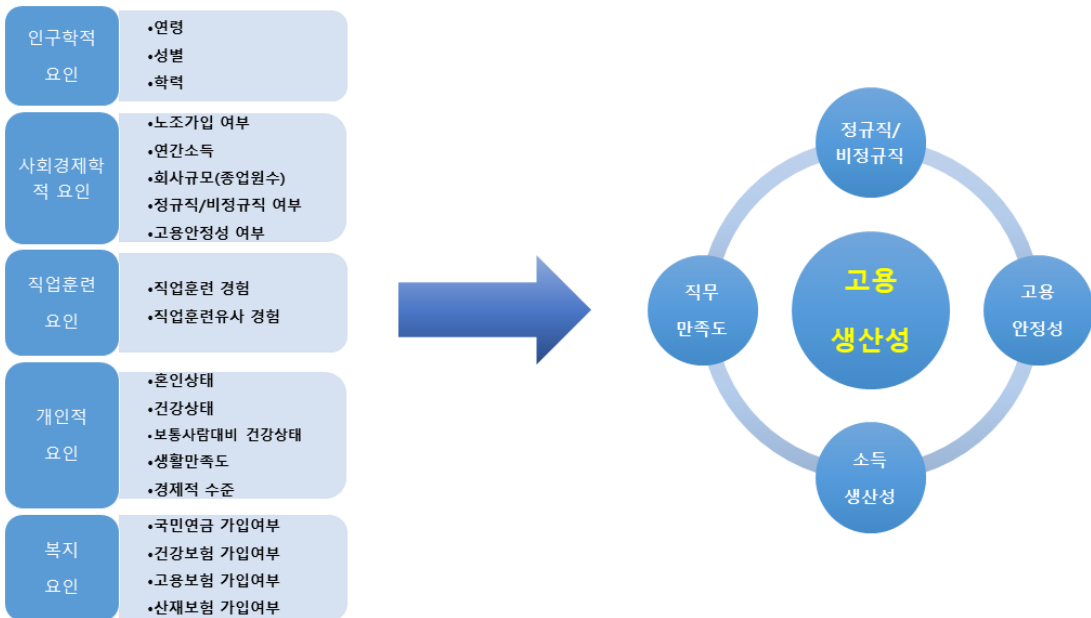 인구학적
요인
•연령
•성별
•학력
사회경제학
적 요인
•노조가입 여부
•연간소득
•회사규모(종업원수)
•정규직/비정규직 여부
•고용안정성 여부
직업훈련
요인
•직업훈련 경험
•직업훈련유사 경험
개인적
요인
•혼인상태
•건강상태
•보통사람대비 건강상태
•생활만족도
•경제적 수준
복지
요인
•국민연금 가입여부
•건강보험 가입여부
•고용보험 가입여부
•산재보험 가입여부
정규직/
비정규직
직무
만족도
고용
생산성
고용
안정성
소득
생산성